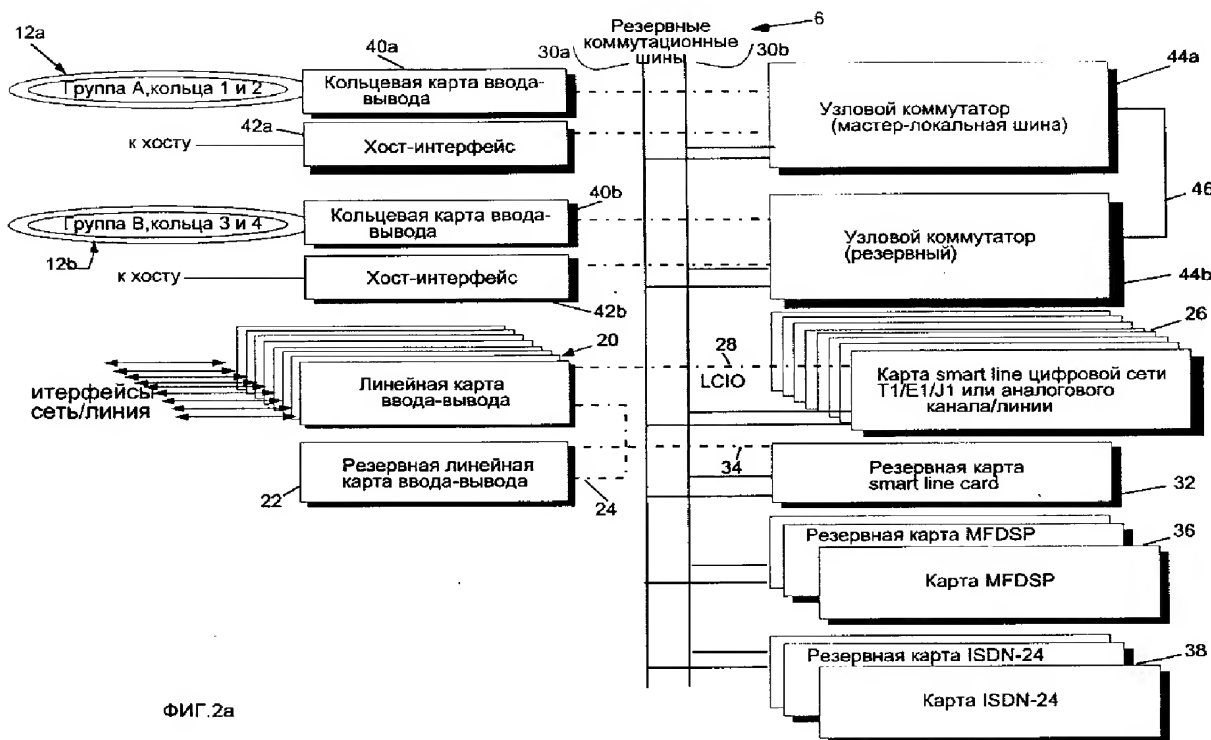 12a
40a
Резервные
коммутационные
шины
30a
30b
6
44a
Группа А,кольца 1 и 2
Кольцевая карта ввода-
вывода
Узловой коммутатор
(мастер-локальная шина)
42a
к хосту
Хост-интерфейс
46
40b
Группа В,кольца 3 и 4
Кольцевая карта ввода-
вывода
Узловой коммутатор
(резервный)
12b
к хосту
Хост-интерфейс
42b
44b
20
28
26
LCIO
итерфейсы
сеть/линия
Линейная карта
ввода-вывода
Карта smart line цифровой сети
T1/E1/J1 или аналогового
канала/линии
34
22
Резервная линейная
карта ввода-вывода
24
Резервная карта
smart line card
32
Резервная карта MFDSP
36
Карта MFDSP
Резервная карта ISDN-24
38
Карта ISDN-24
ФИГ.2a